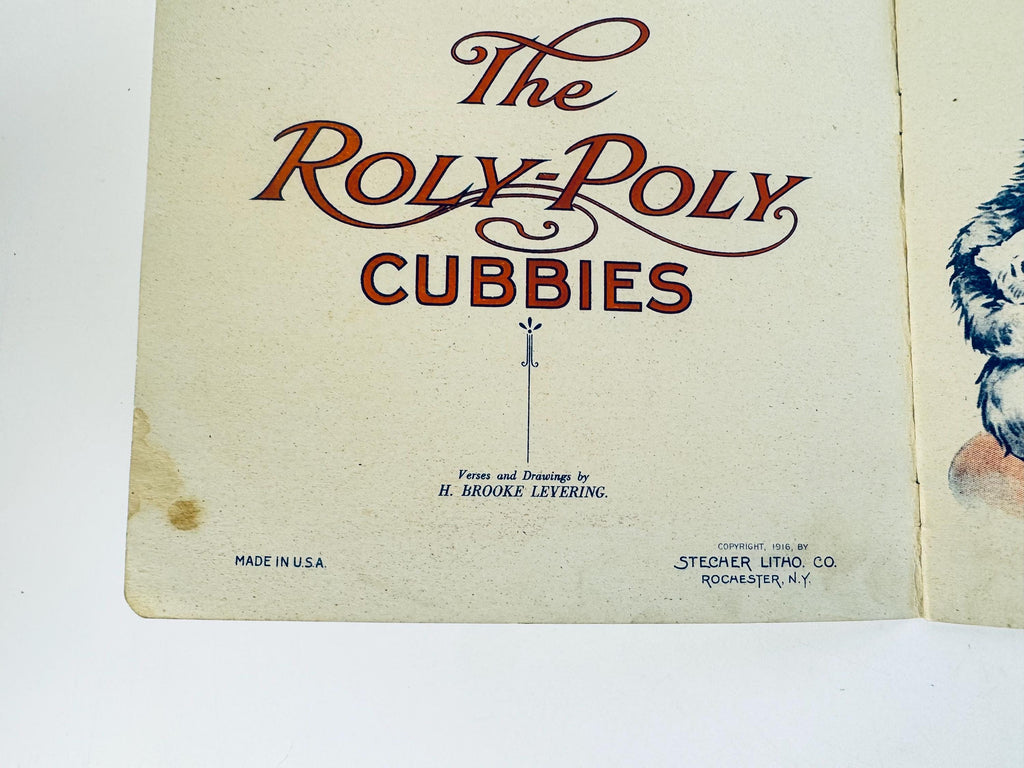 The
ROLY-POLY
CUBBIES
Verses and Drawings by
H. BROOKE LEVERING.
MADE IN U.S.A.
COPYRIGHT, 1916, BY
STECHER LITHO. CO.
ROCHESTER, N.Y.